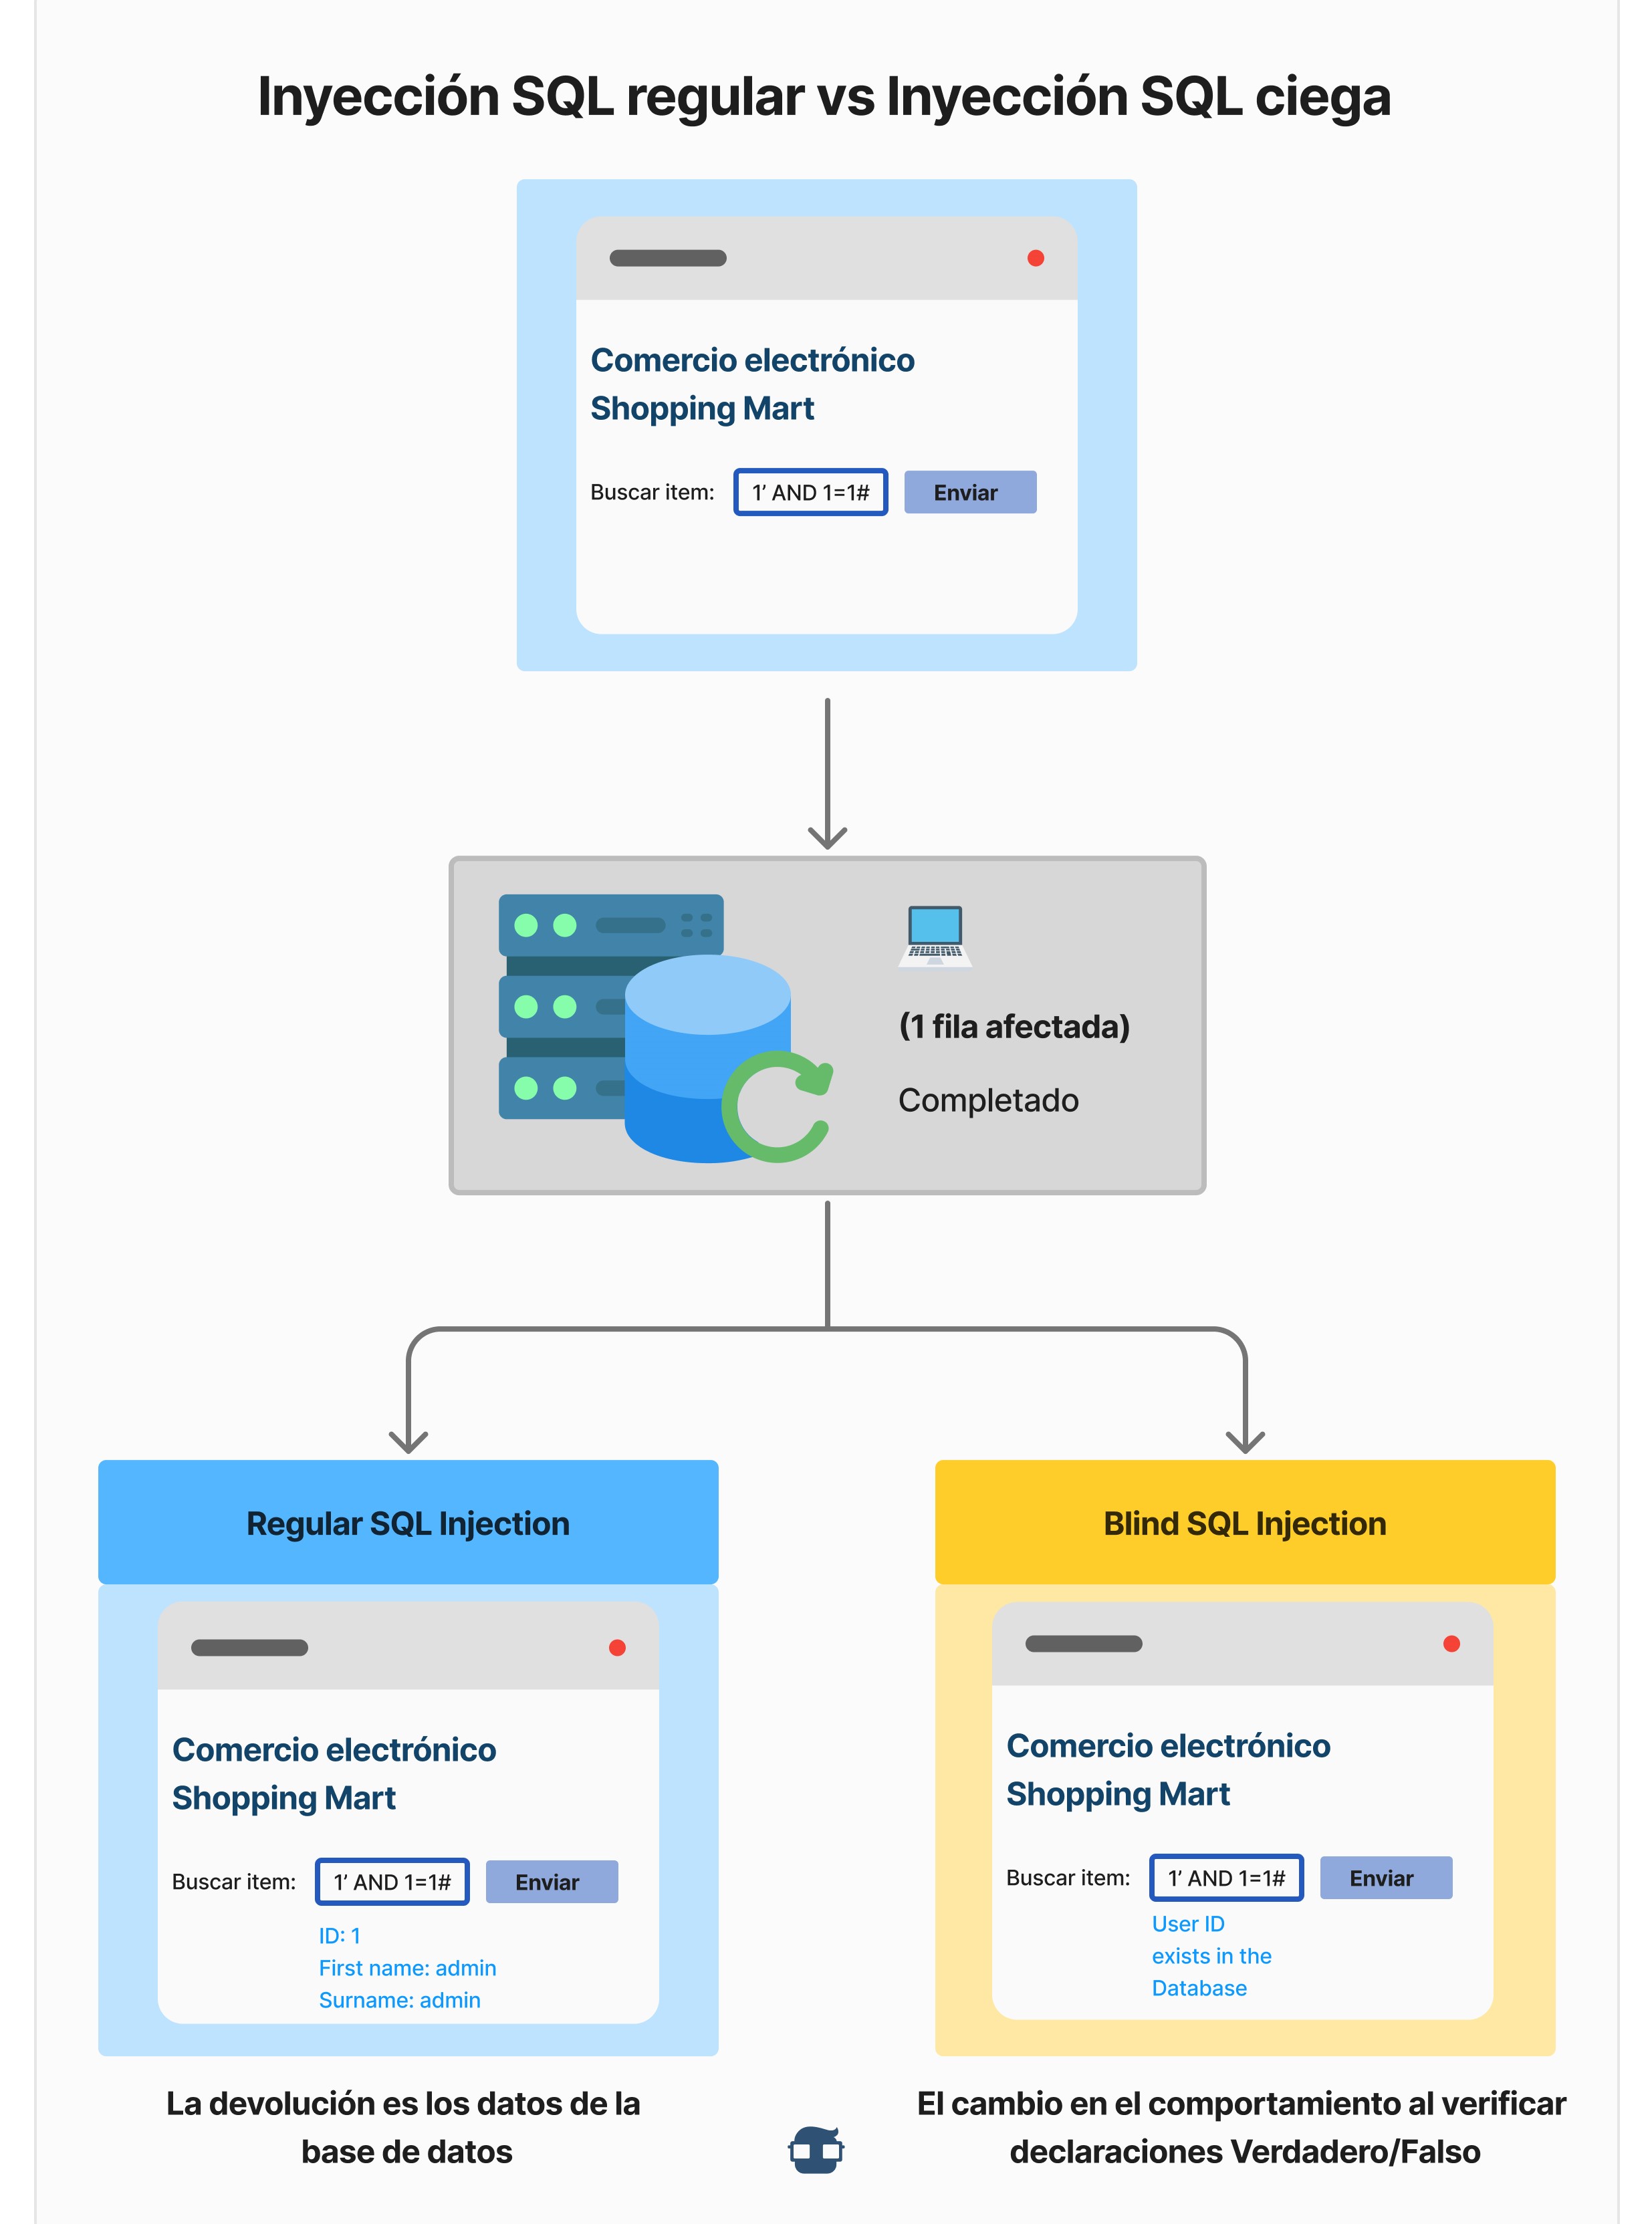 Inyección SQL regular vs Inyección SQL ciega
Comercio electrónico
Shopping Mart
Buscar item: 1’ AND 1=1# Enviar
(1 fila afectada)
Completado
Regular SQL Injection
Comercio electrónico
Shopping Mart
Buscar item: 1’ AND 1=1# Enviar
ID: 1
First name: admin
Surname: admin
La devolución es los datos de la
base de datos
Blind SQL Injection
Comercio electrónico
Shopping Mart
Buscar item: 1’ AND 1=1# Enviar
User ID
exists in the
Database
El cambio en el comportamiento al verificar
declaraciones Verdadero/Falso